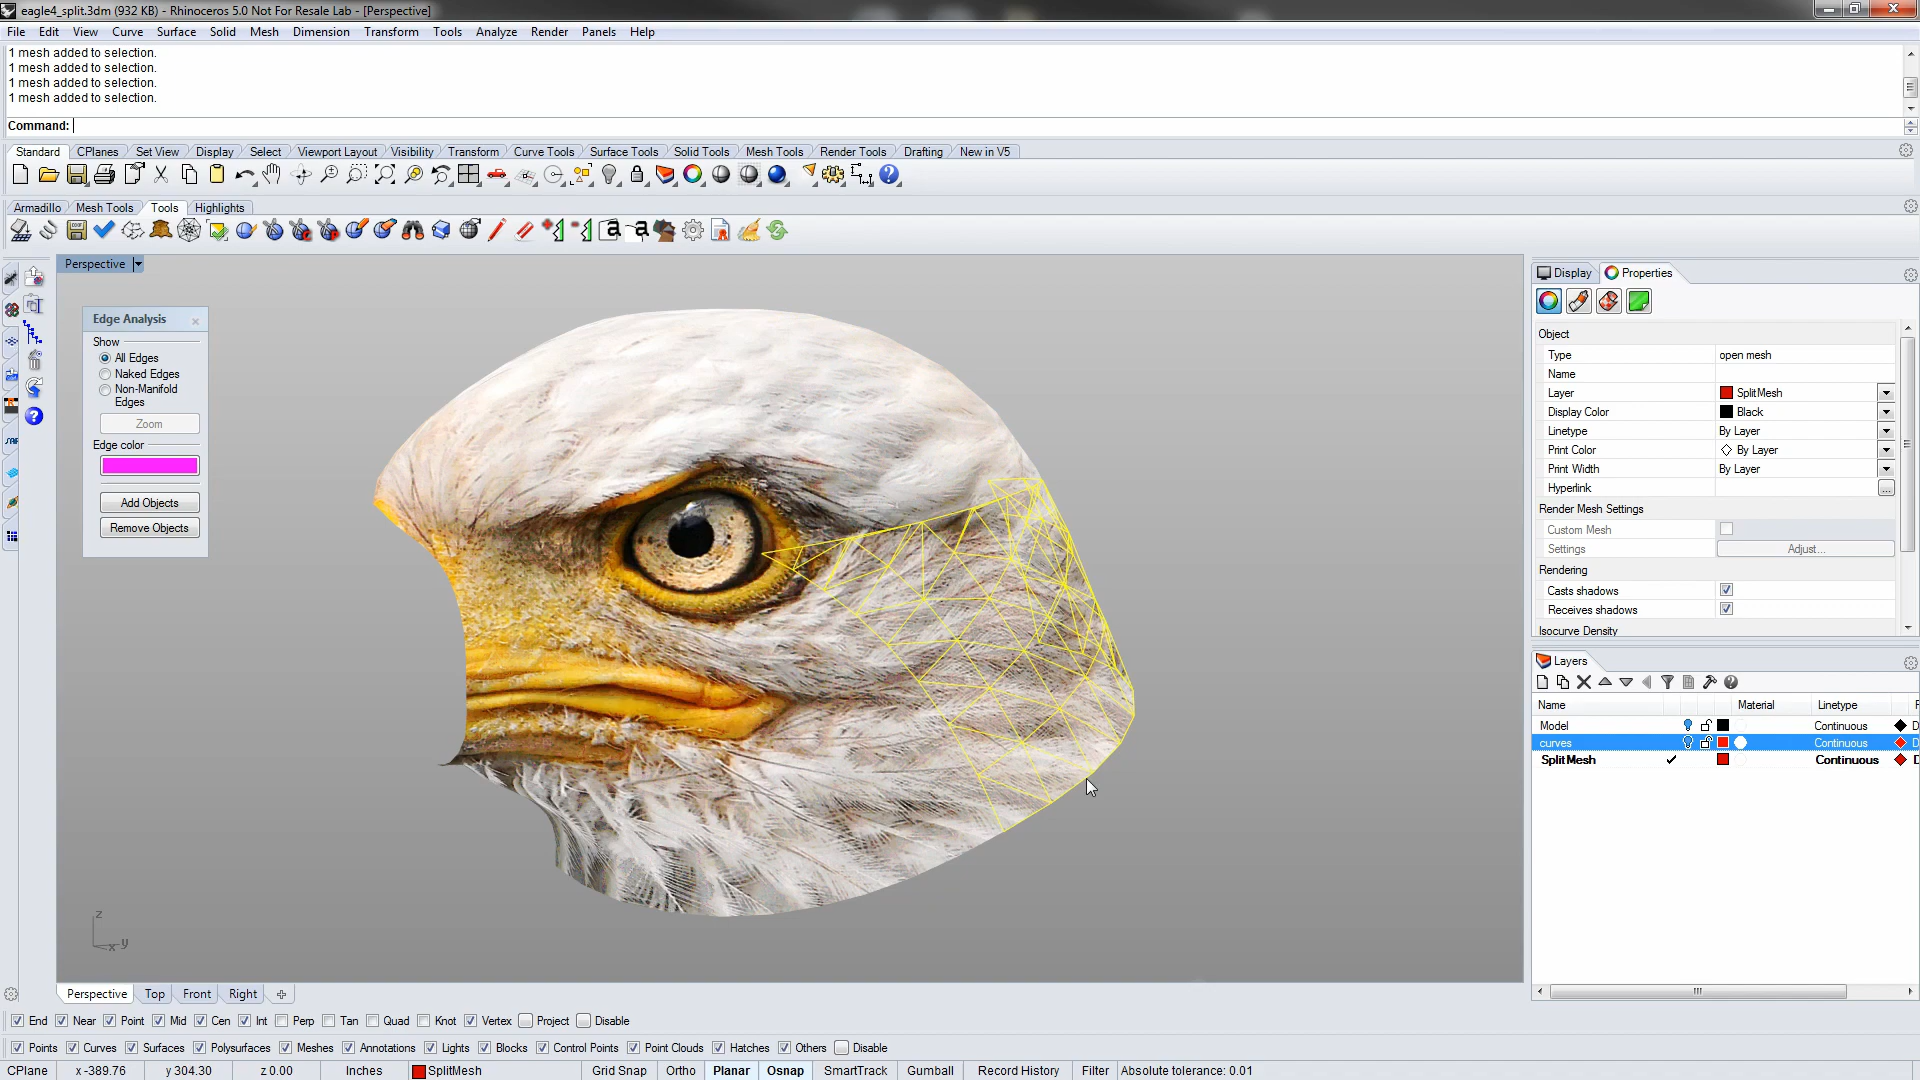 eagle4_split.3dm (932 KB) - Rhinoceros 5.0 Not For Resale Lab - [Perspective]
File Edit View Curve Surface Solid Mesh Dimension Transform Tools Analyze Render Panels Help
1 mesh added to selection.
1 mesh added to selection.
1 mesh added to selection.
1 mesh added to selection.
Command:
Standard CPlanes Set View Display Select Viewport Layout Visibility Transform Curve Tools Surface Tools Solid Tools Mesh Tools Render Tools Drafting New in V5
Armadillo Mesh Tools Tools Highlights
Perspective
Edge Analysis
Show
All Edges
Naked Edges
Non-Manifold
Edges
Zoom
Edge color
Add Objects
Remove Objects
z
x y
Display Properties
Object
Type open mesh
Name
Layer SplitMesh
Display Color Black
Linetype By Layer
Print Color By Layer
Print Width By Layer
Hyperlink ...
Render Mesh Settings
Custom Mesh
Settings Adjust...
Rendering
Casts shadows
Receives shadows
Isocurve Density
Layers
Name Material Linetype
Model Continuous D
curves Continuous D
SplitMesh Continuous D
Perspective Top Front Right
End Near Point Mid Cen Int Perp Tan Quad Knot Vertex Project Disable
Points Curves Surfaces Polysurfaces Meshes Annotations Lights Blocks Control Points Point Clouds Hatches Others Disable
CPlane x -389.76 y 304.30 z 0.00 Inches SplitMesh Grid Snap Ortho Planar Osnap SmartTrack Gumball Record History Filter Absolute tolerance: 0.01